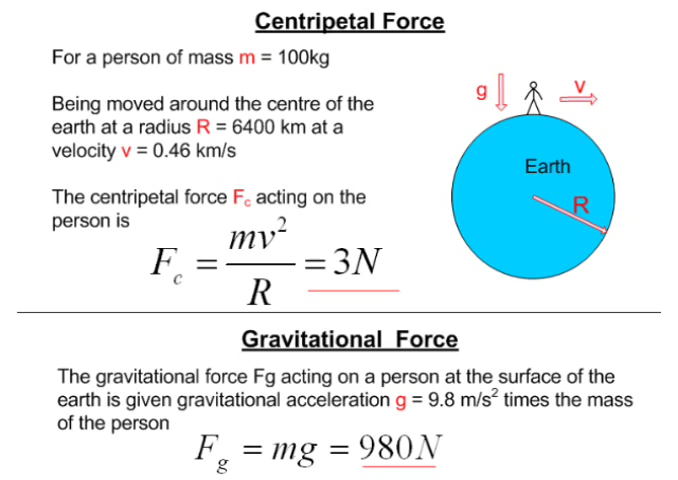 Centripetal Force
For a person of mass m = 100kg
Being moved around the centre of the
earth at a radius R = 6400 km at a
velocity v = 0.46 km/s
The centripetal force Fc acting on the
person is
Fc = mv²/R = 3N
g
v
Earth
R
Gravitational Force
The gravitational force Fg acting on a person at the surface of the
earth is given gravitational acceleration g = 9.8 m/s² times the mass
of the person
Fg = mg = 980N